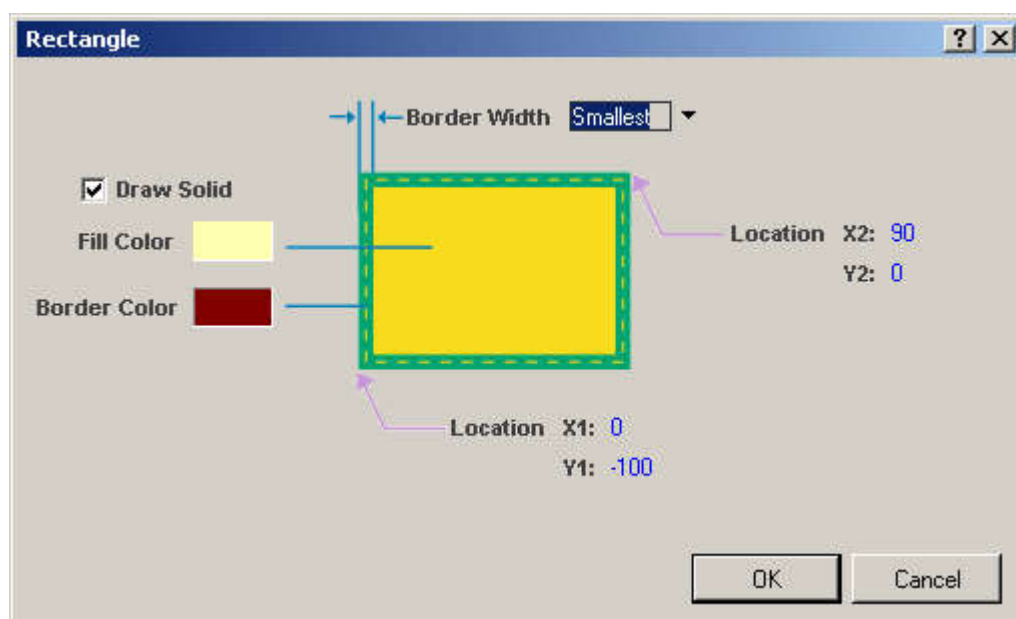 Rectangle
Border Width Smallest
Draw Solid
Fill Color
Location X2: 90
Y2: 0
Border Color
Location X1: 0
Y1: -100
OK Cancel